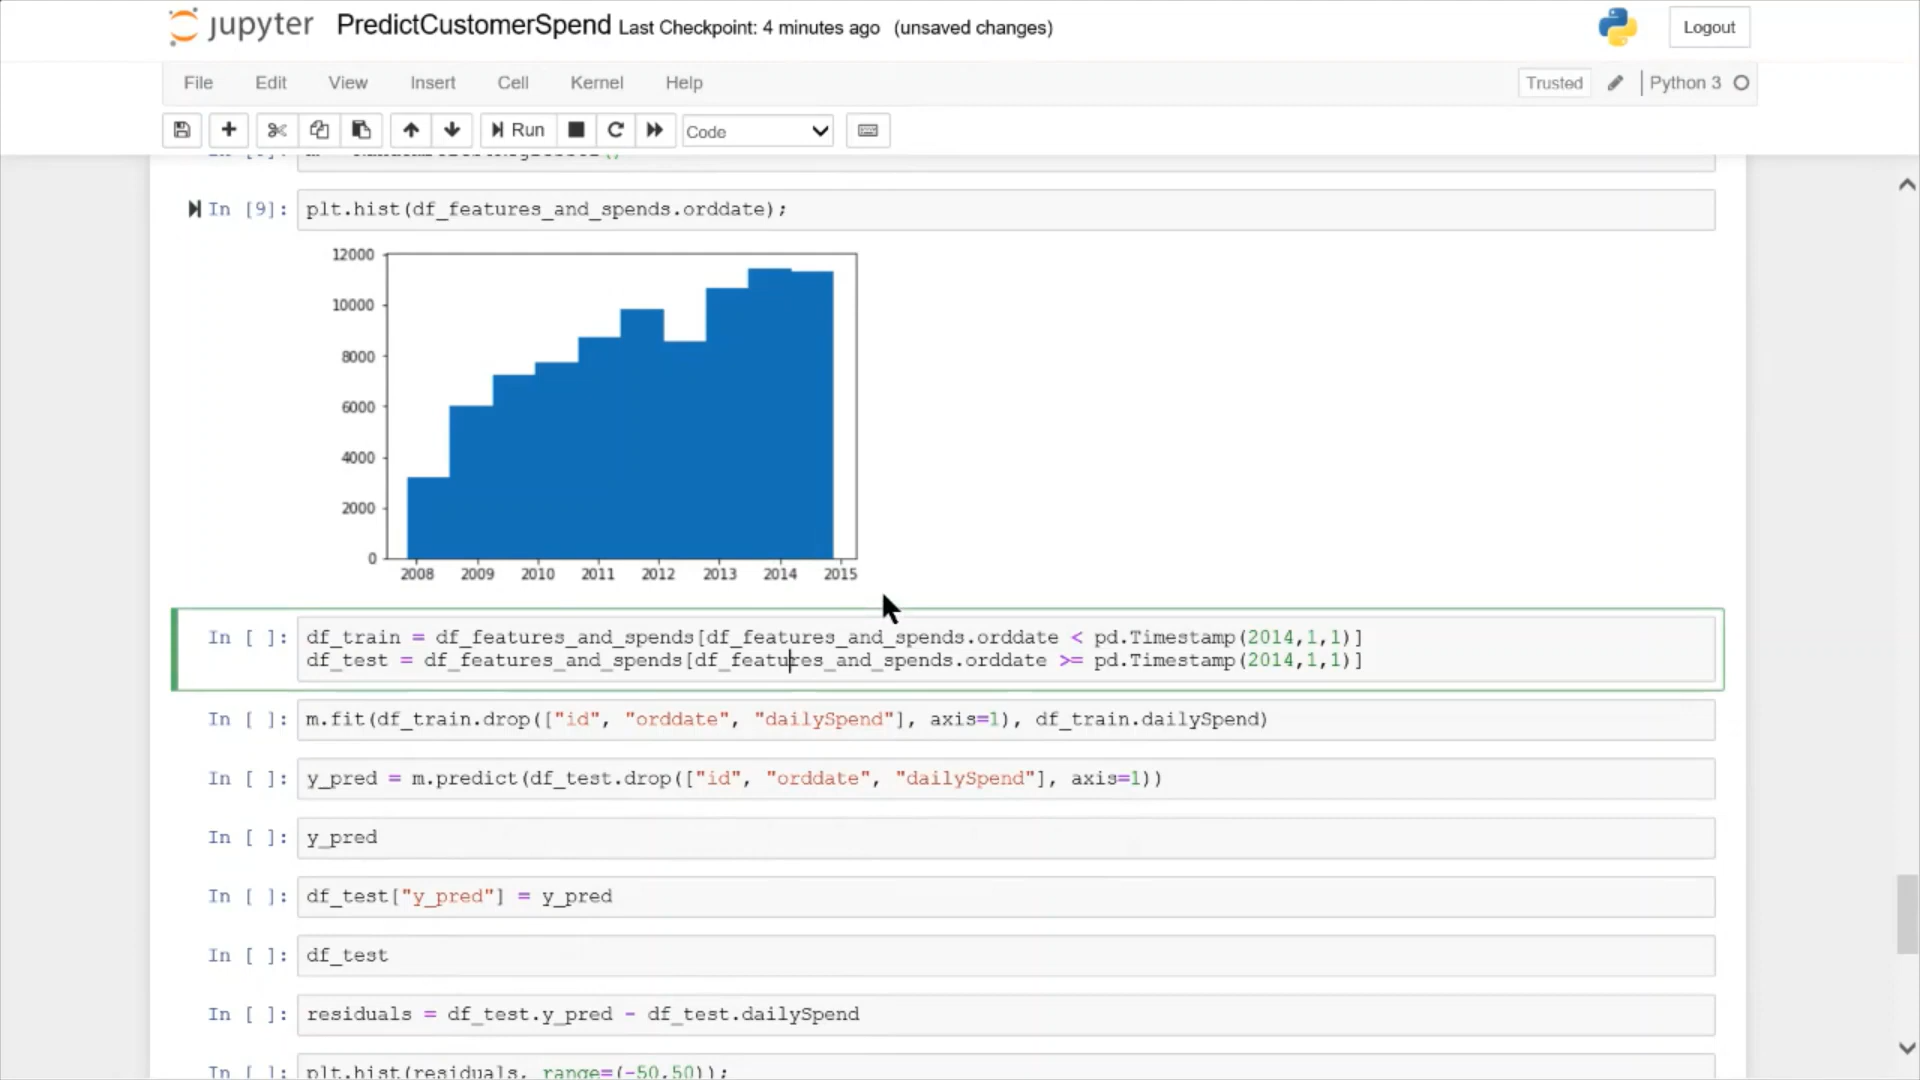 jupyter PredictCustomerSpend Last Checkpoint: 4 minutes ago (unsaved changes) Logout
File Edit View Insert Cell Kernel Help Trusted Python 3
Run Code
In [9]: plt.hist(df_features_and_spends.orddate);
12000
10000
8000
6000
4000
2000
0
2008 2009 2010 2011 2012 2013 2014 2015
In [ ]: df_train = df_features_and_spends[df_features_and_spends.orddate < pd.Timestamp(2014,1,1)]
df_test = df_features_and_spends[df_features_and_spends.orddate >= pd.Timestamp(2014,1,1)]
In [ ]: m.fit(df_train.drop(["id", "orddate", "dailySpend"], axis=1), df_train.dailySpend)
In [ ]: y_pred = m.predict(df_test.drop(["id", "orddate", "dailySpend"], axis=1))
In [ ]: y_pred
In [ ]: df_test["y_pred"] = y_pred
In [ ]: df_test
In [ ]: residuals = df_test.y_pred - df_test.dailySpend
In [ ]: plt.hist(residuals, range=(-50,50));